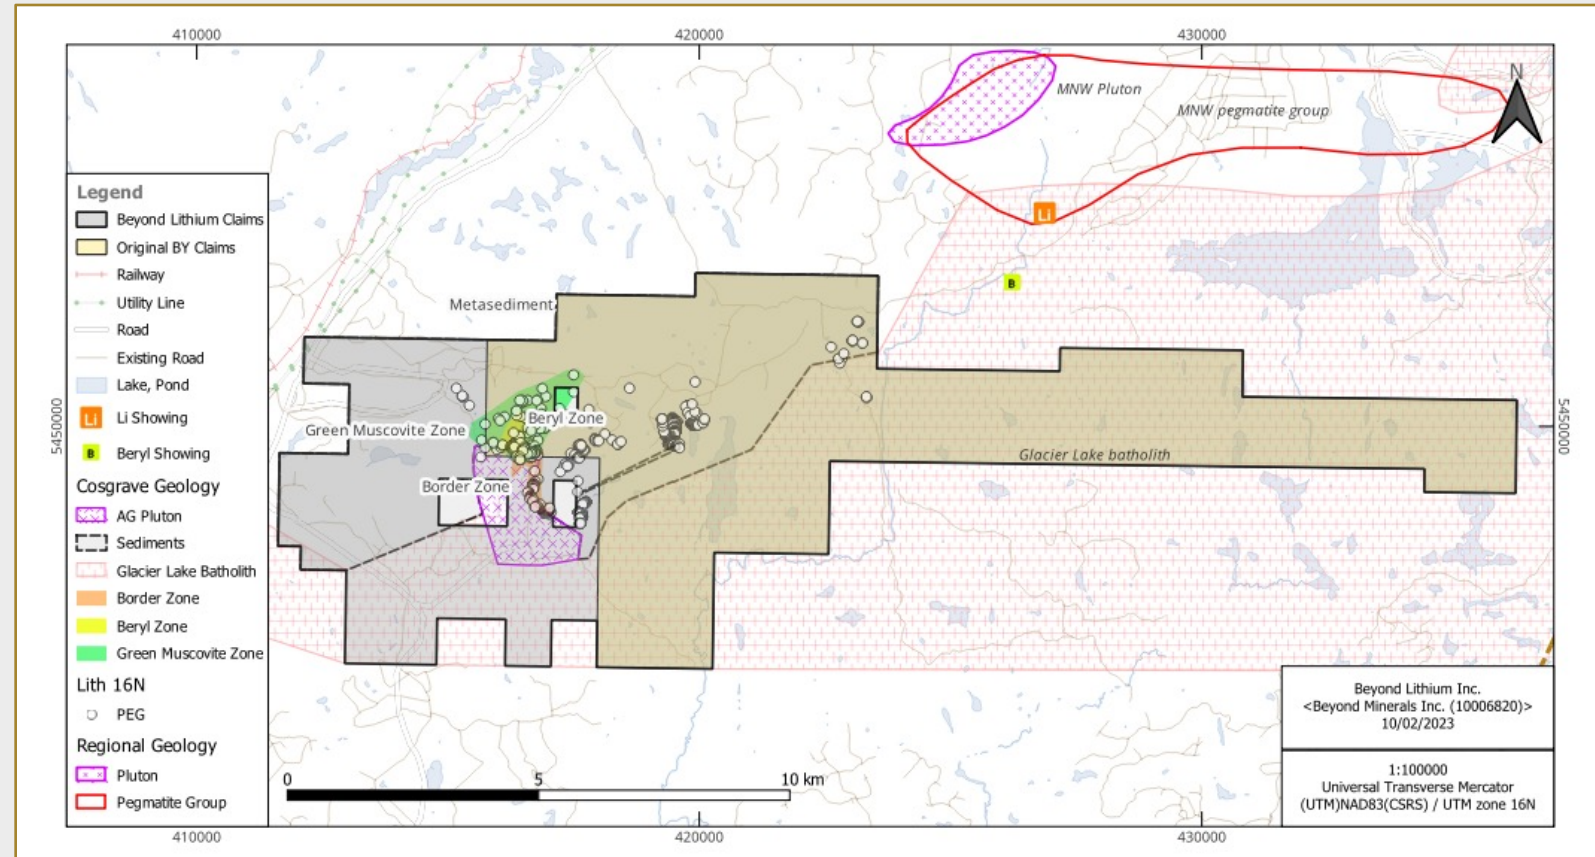 410000
420000
430000
N
MNW Pluton
MNW pegmatite group
Li
B
Metasediment
5450000
5450000
Beryl Zone
Green Muscovite Zone
Border Zone
Glacier Lake batholith
Legend
Beyond Lithium Claims
Original BY Claims
Railway
Utility Line
Road
Existing Road
Lake, Pond
Li
Li Showing
B
Beryl Showing
Cosgrave Geology
AG Pluton
Sediments
Glacier Lake Batholith
Border Zone
Beryl Zone
Green Muscovite Zone
Lith 16N
PEG
Regional Geology
Pluton
Pegmatite Group
0
5
10 km
Beyond Lithium Inc.
<Beyond Minerals Inc. (10006820)>
10/02/2023
1:100000
Universal Transverse Mercator
(UTM)NAD83(CSRS) / UTM zone 16N
410000
420000
430000